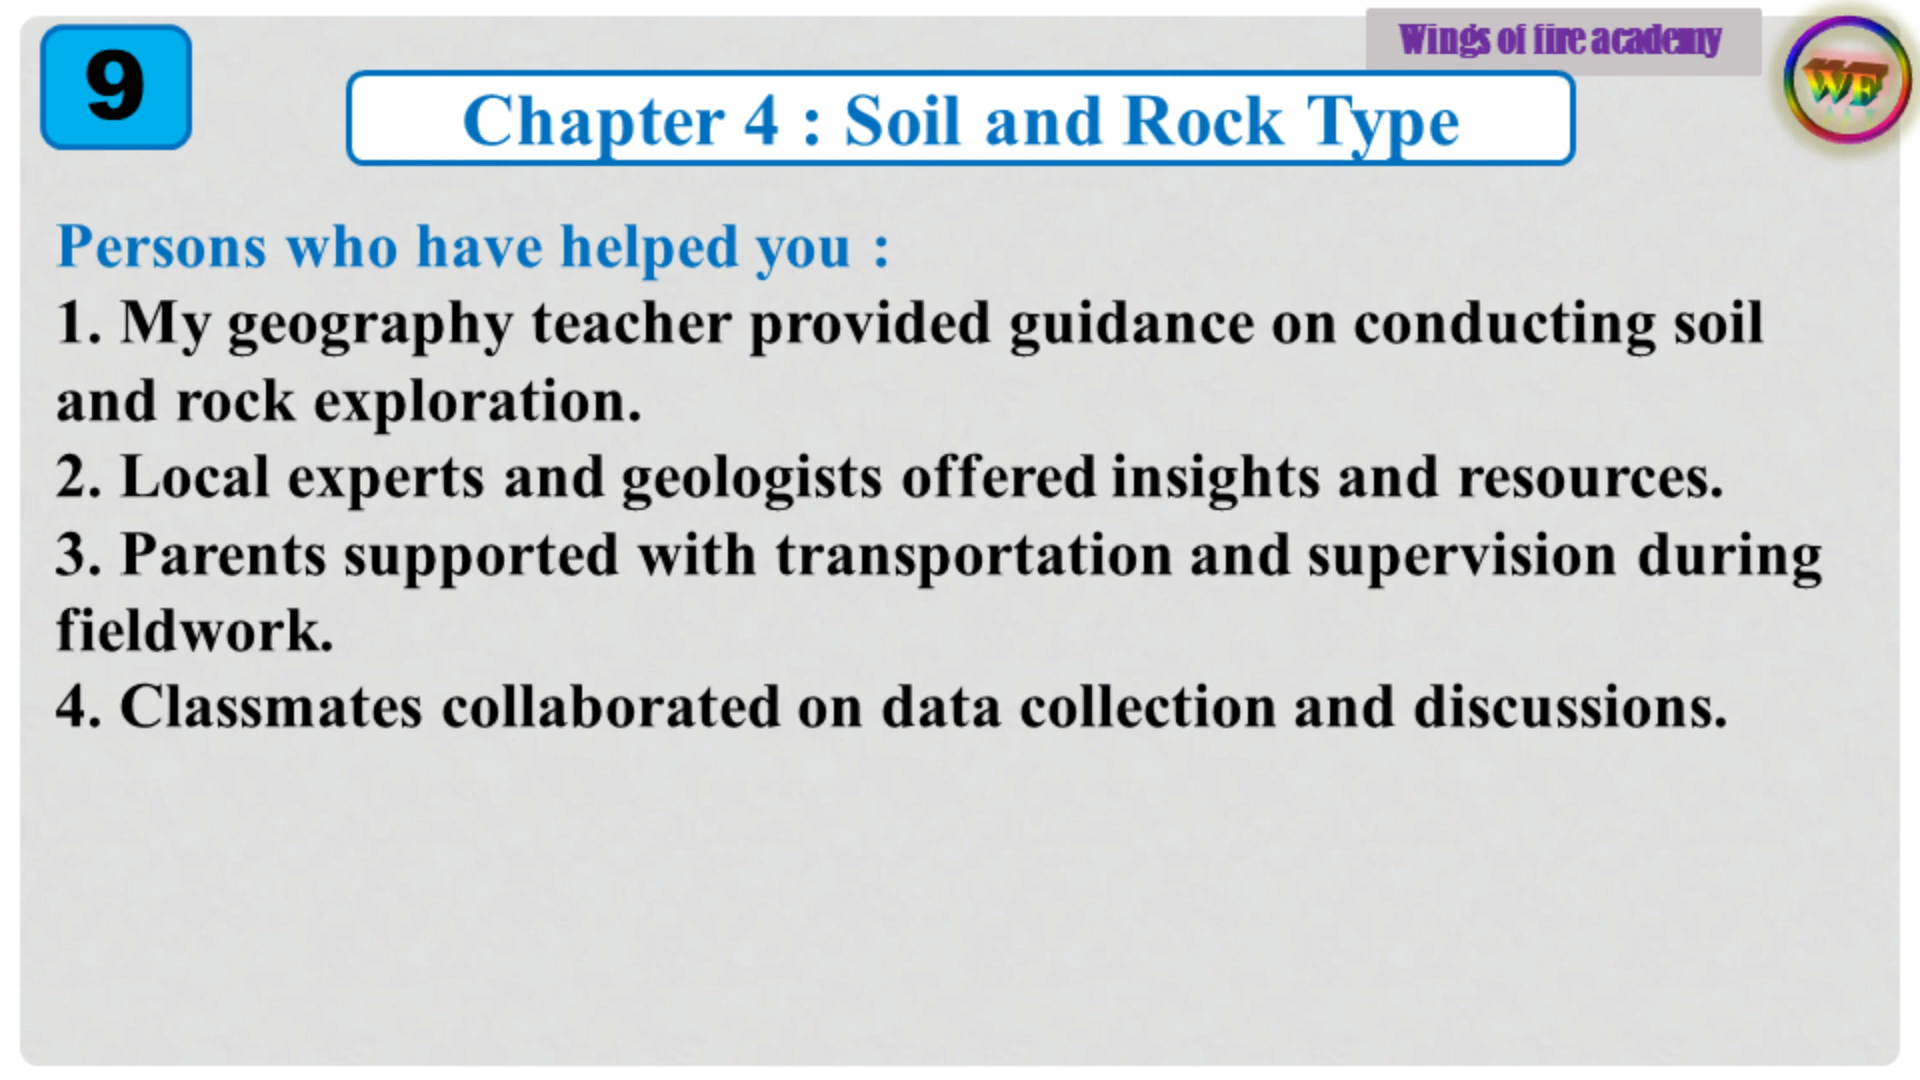 Wings of fire academy
9
WF
Chapter 4 : Soil and Rock Type
Persons who have helped you :
1. My geography teacher provided guidance on conducting soil
and rock exploration.
2. Local experts and geologists offered insights and resources.
3. Parents supported with transportation and supervision during
fieldwork.
4. Classmates collaborated on data collection and discussions.